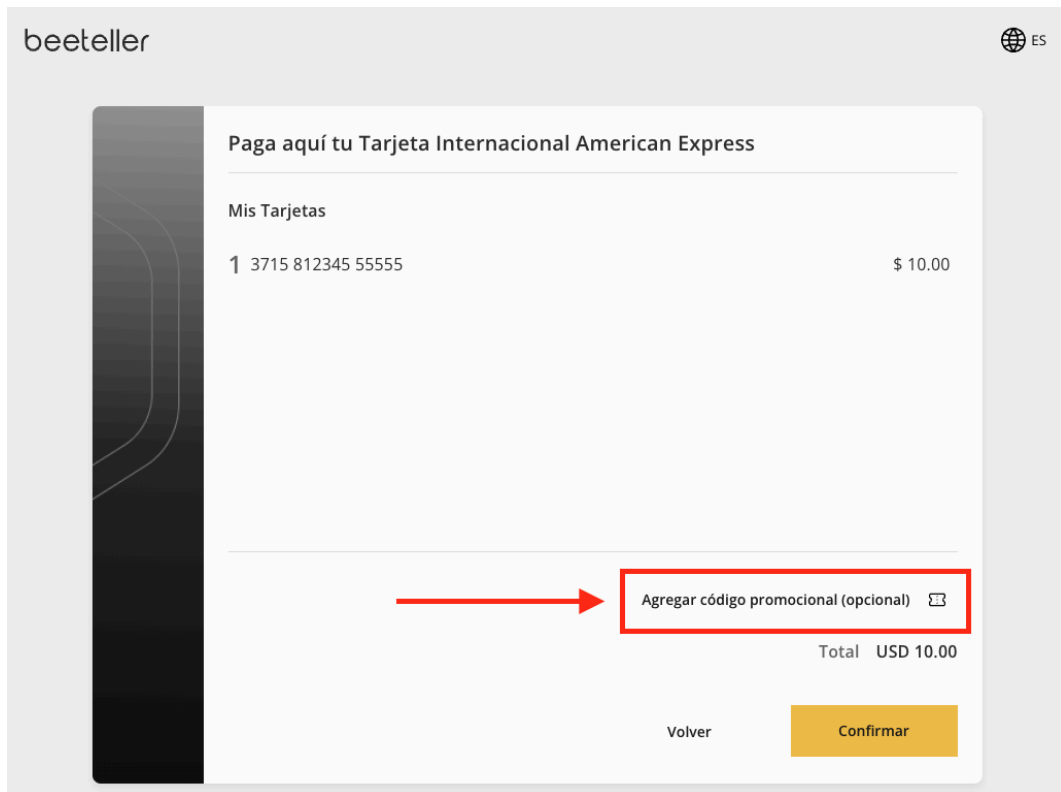 beeteller
ES
Paga aquí tu Tarjeta Internacional American Express
Mis Tarjetas
1 3715 812345 55555 $ 10.00
Agregar código promocional (opcional)
Total USD 10.00
Volver Confirmar